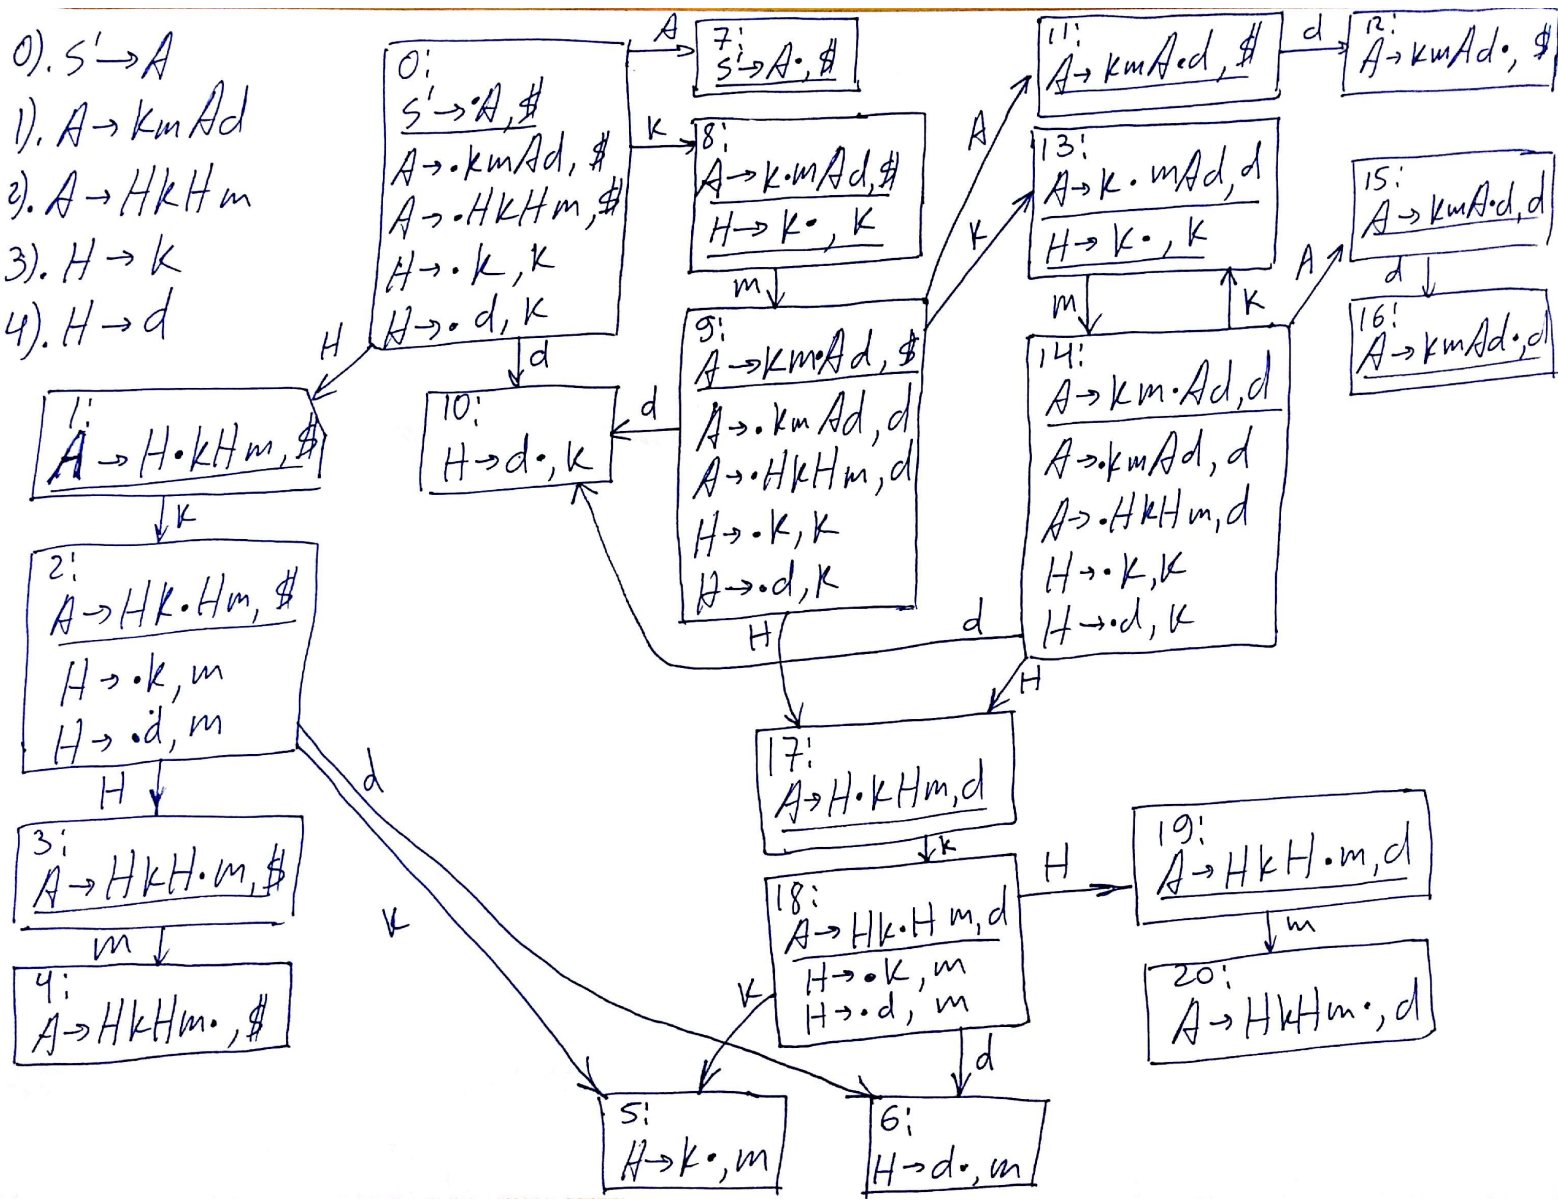 0). S' → A
1). A → kmAd
2). A → HkHm
3). H → k
4). H → d
0:
S' → •A, $
A → •kmAd, $
A → •HkHm, $
H → •k, k
H → •d, k
A
k
H
d
7:
S' → A•, $
8:
A → k•mAd, $
H → k•, k
m
9:
A → km•Ad, $
A → •kmAd, d
A → •HkHm, d
H → •k, k
H → •d, k
A
k
d
H
10:
H → d•, k
11:
A → kmA•d, $
d
12:
A → kmAd•, $
13:
A → k•mAd, d
H → k•, k
m
k
14:
A → km•Ad, d
A → •kmAd, d
A → •HkHm, d
H → •k, k
H → •d, k
A
d
H
15:
A → kmA•d, d
d
16:
A → kmAd•, d
1:
A → H•kHm, $
k
2:
A → Hk•Hm, $
H → •k, m
H → •d, m
H
d
k
3:
A → HkH•m, $
m
4:
A → HkHm•, $
17:
A → H•kHm, d
k
18:
A → Hk•Hm, d
H → •k, m
H → •d, m
H
k
d
19:
A → HkH•m, d
m
20:
A → HkHm•, d
5:
H → k•, m
6:
H → d•, m